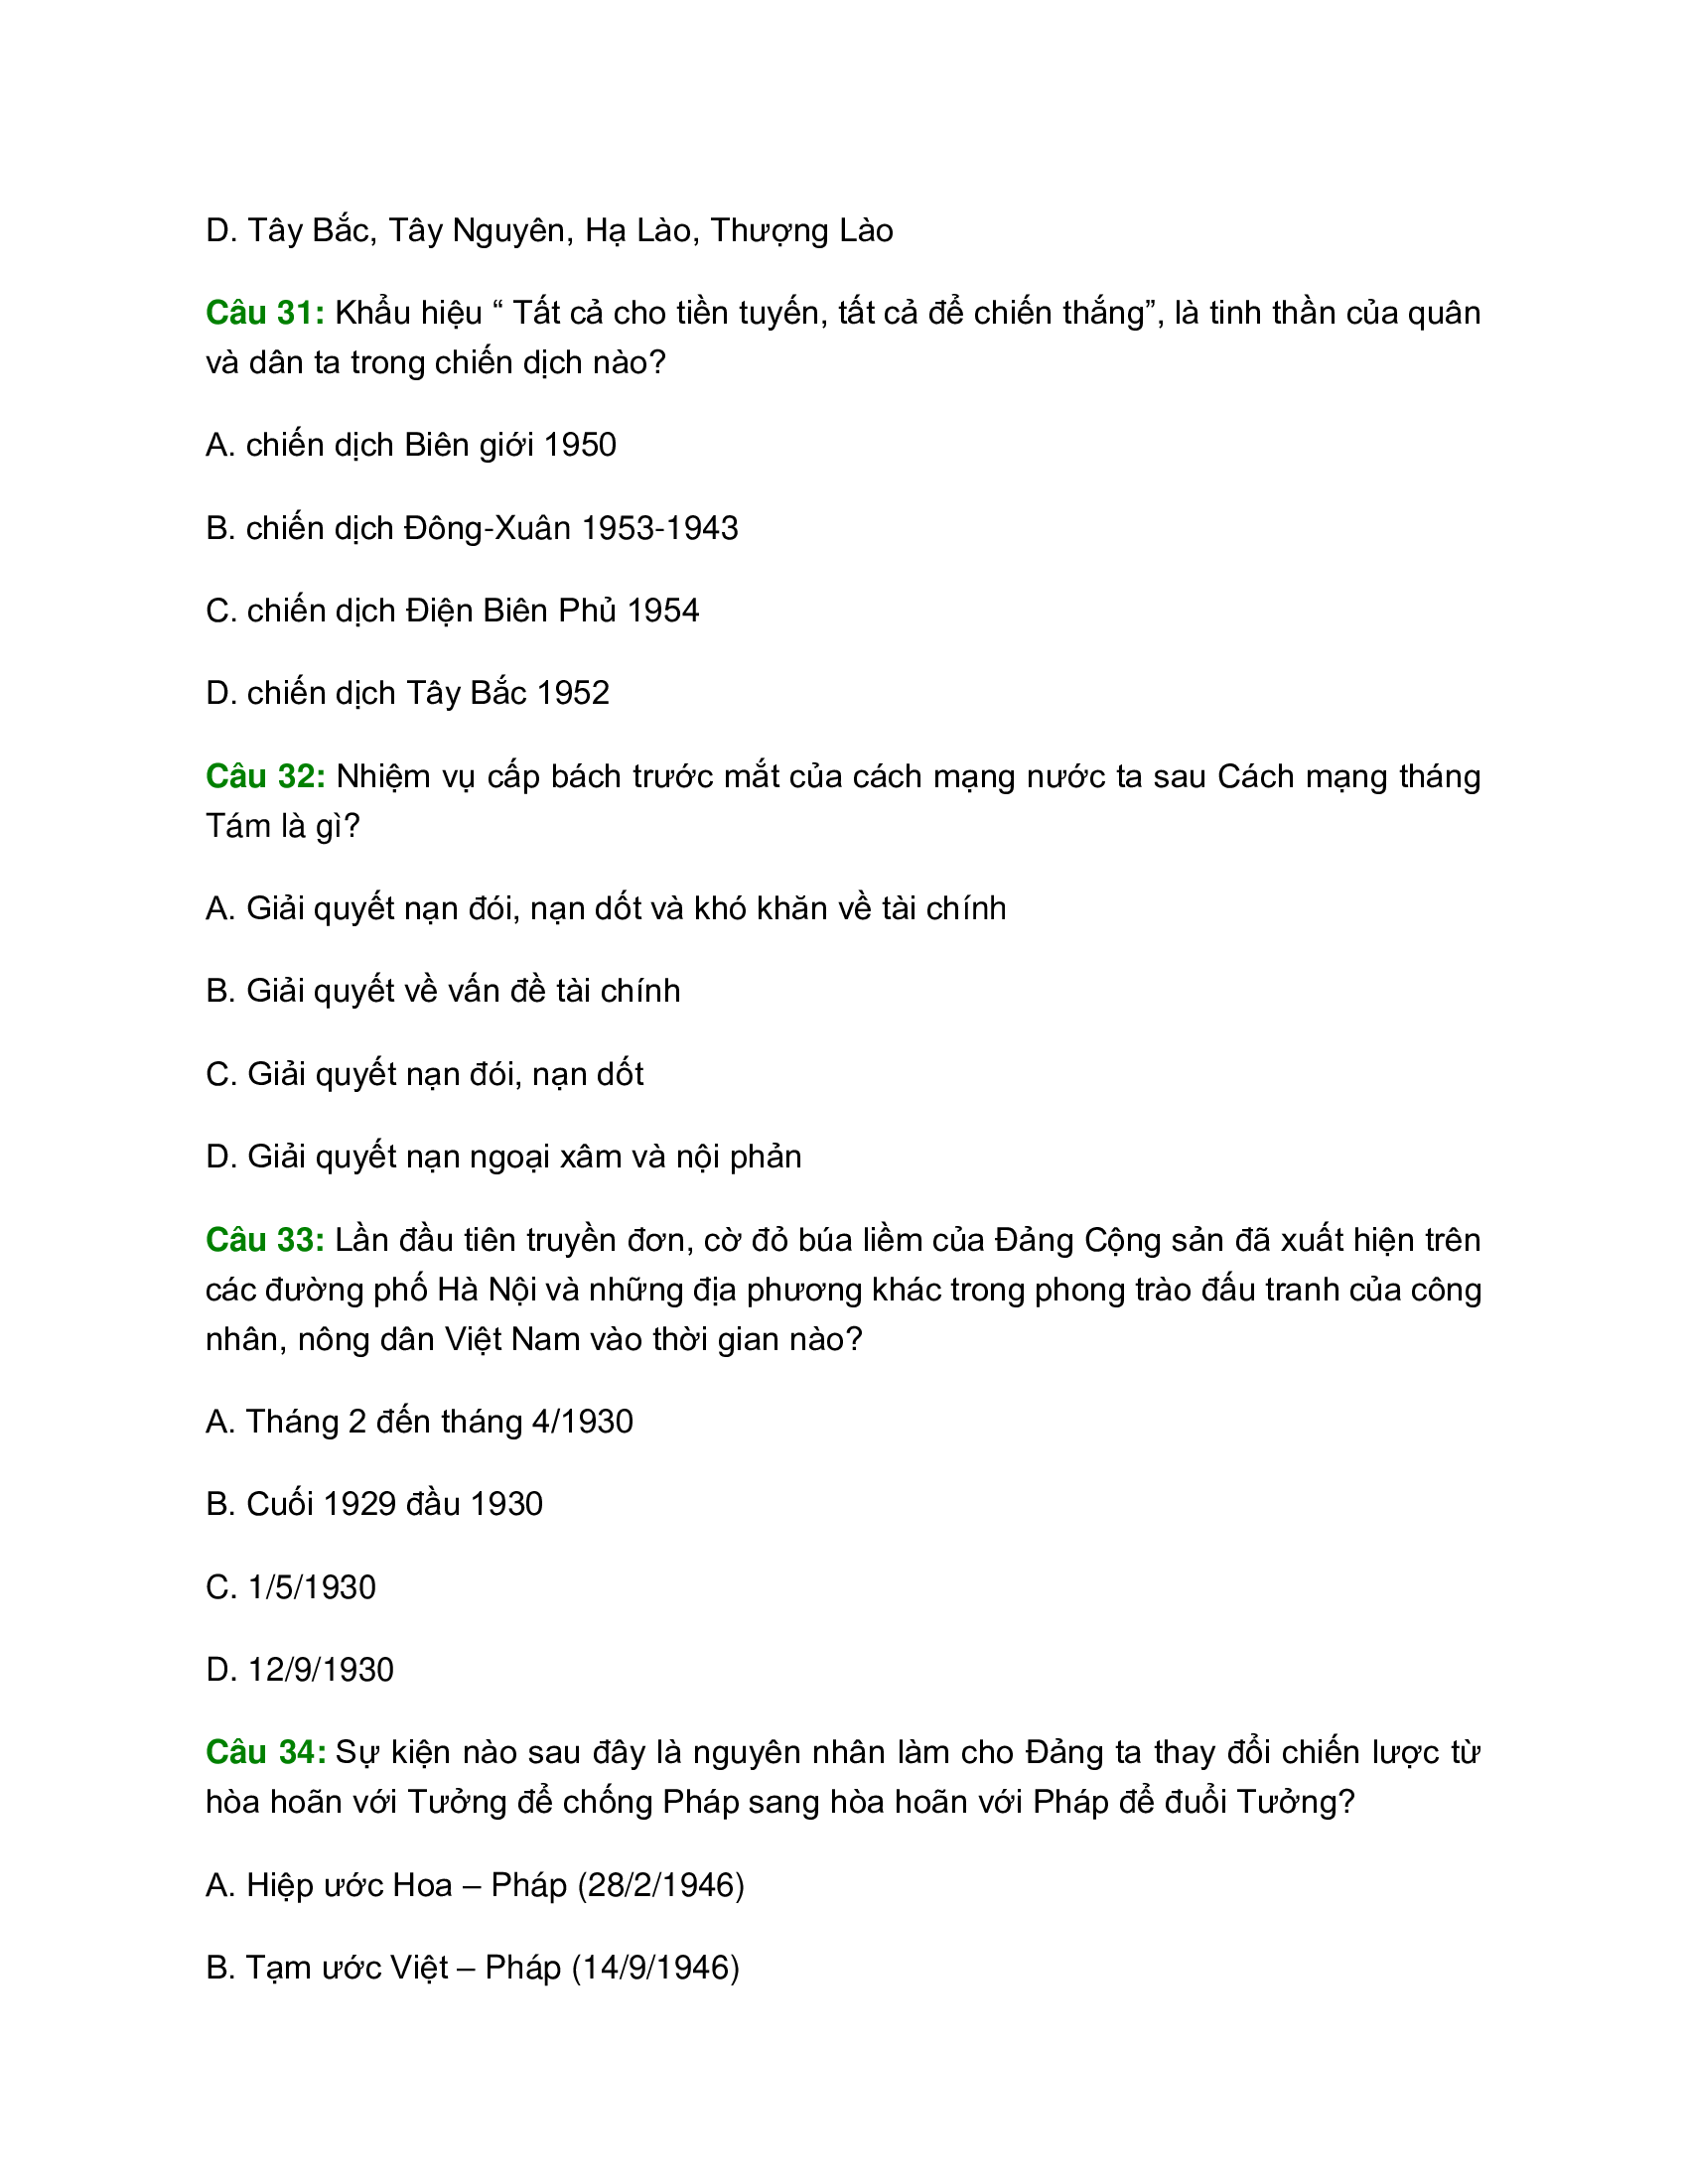 D. Tây Bắc, Tây Nguyên, Hạ Lào, Thượng Lào
Câu 31: Khẩu hiệu “ Tất cả cho tiền tuyến, tất cả để chiến thắng”, là tinh thần của quân
và dân ta trong chiến dịch nào?
A. chiến dịch Biên giới 1950
B. chiến dịch Đông-Xuân 1953-1943
C. chiến dịch Điện Biên Phủ 1954
D. chiến dịch Tây Bắc 1952
Câu 32: Nhiệm vụ cấp bách trước mắt của cách mạng nước ta sau Cách mạng tháng
Tám là gì?
A. Giải quyết nạn đói, nạn dốt và khó khăn về tài chính
B. Giải quyết về vấn đề tài chính
C. Giải quyết nạn đói, nạn dốt
D. Giải quyết nạn ngoại xâm và nội phản
Câu 33: Lần đầu tiên truyền đơn, cờ đỏ búa liềm của Đảng Cộng sản đã xuất hiện trên
các đường phố Hà Nội và những địa phương khác trong phong trào đấu tranh của công
nhân, nông dân Việt Nam vào thời gian nào?
A. Tháng 2 đến tháng 4/1930
B. Cuối 1929 đầu 1930
C. 1/5/1930
D. 12/9/1930
Câu 34: Sự kiện nào sau đây là nguyên nhân làm cho Đảng ta thay đổi chiến lược từ
hòa hoãn với Tưởng để chống Pháp sang hòa hoãn với Pháp để đuổi Tưởng?
A. Hiệp ước Hoa – Pháp (28/2/1946)
B. Tạm ước Việt – Pháp (14/9/1946)